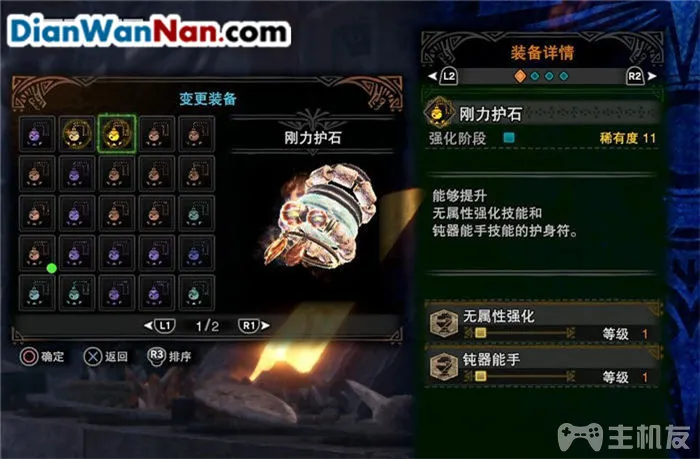 DianWanNan.com
装备详情
L2
R2
变更装备
刚力护石
刚力护石
强化阶段
稀有度 11
能够提升
无属性强化技能和
钝器能手技能的护身符。
L1 1/2 R1
无属性强化
等级 1
钝器能手
等级 1
确定 返回 R3 排序
主机友